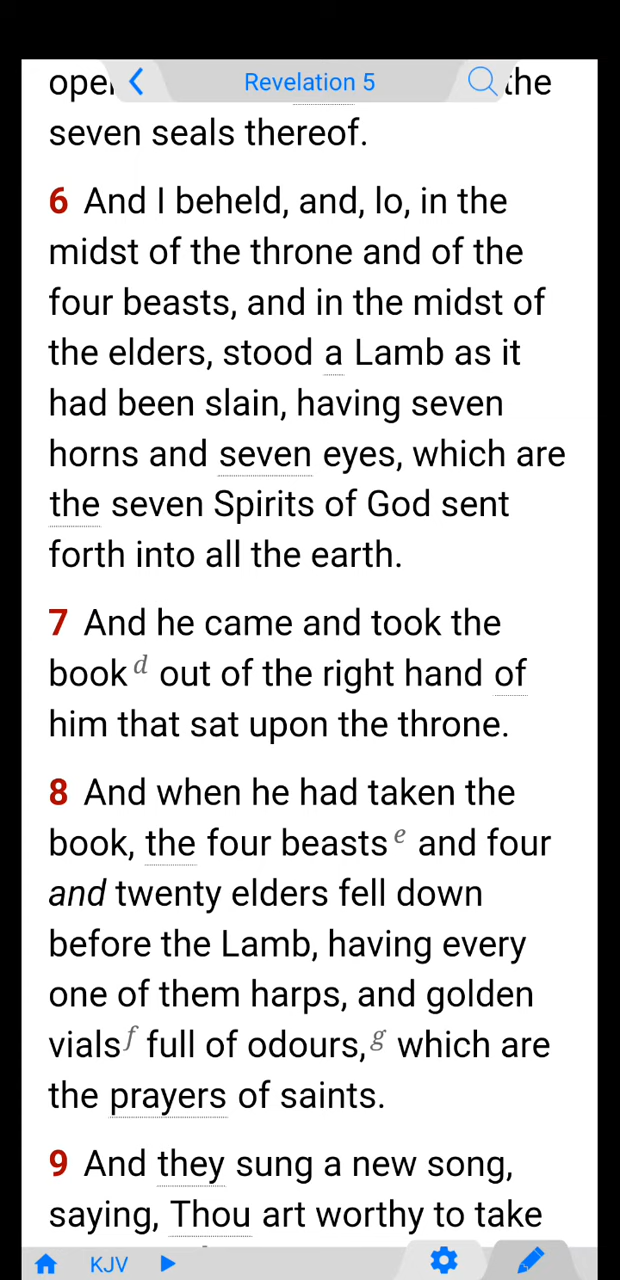 Revelation 5
the
seven seals thereof.
6 And I beheld, and, lo, in the
midst of the throne and of the
four beasts, and in the midst of
the elders, stood a Lamb as it
had been slain, having seven
horns and seven eyes, which are
the seven Spirits of God sent
forth into all the earth.
7 And he came and took the
book d out of the right hand of
him that sat upon the throne.
8 And when he had taken the
book, the four beasts e and four
and twenty elders fell down
before the Lamb, having every
one of them harps, and golden
vials f full of odours, g which are
the prayers of saints.
9 And they sung a new song,
saying, Thou art worthy to take
KJV